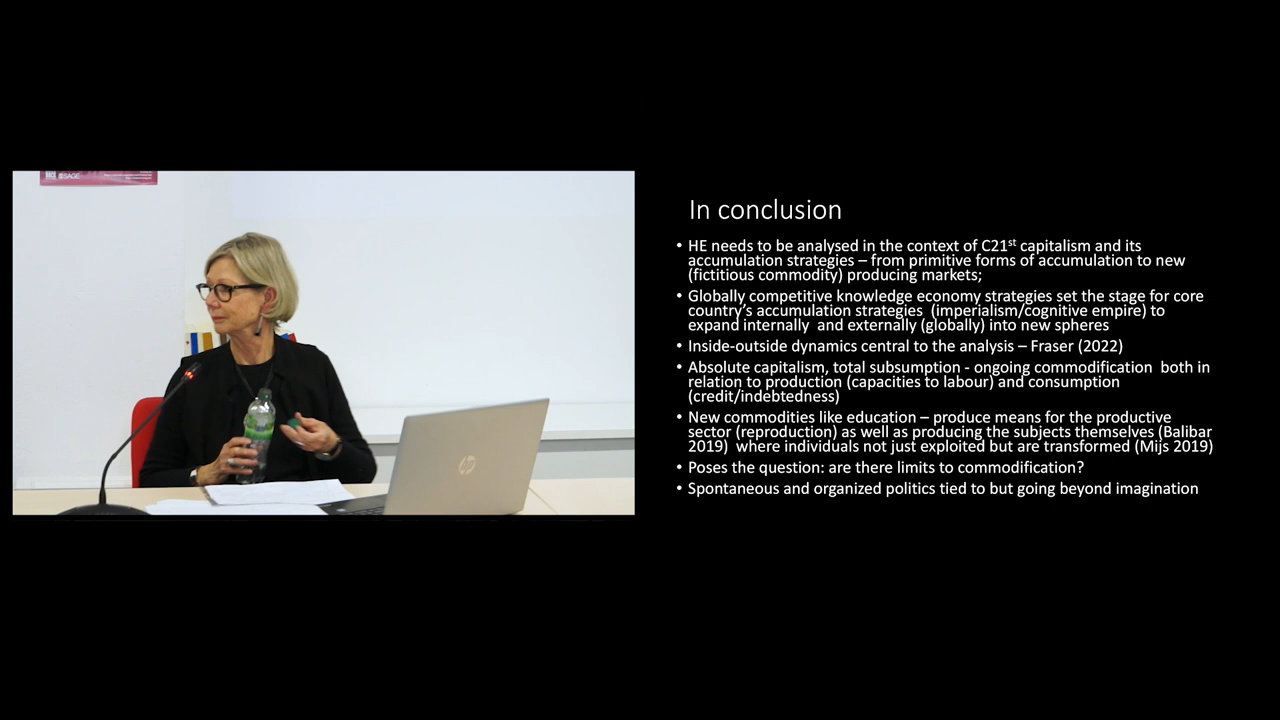 RACE
SAGE
In conclusion
• HE needs to be analysed in the context of C21st capitalism and its
accumulation strategies – from primitive forms of accumulation to new
(fictitious commodity) producing markets;
• Globally competitive knowledge economy strategies set the stage for core
country's accumulation strategies (imperialism/cognitive empire) to
expand internally and externally (globally) into new spheres
• Inside-outside dynamics central to the analysis – Fraser (2022)
• Absolute capitalism, total subsumption - ongoing commodification both in
relation to production (capacities to labour) and consumption
(credit/indebtedness)
• New commodities like education – produce means for the productive
sector (reproduction) as well as producing the subjects themselves (Balibar
2019) where individuals not just exploited but are transformed (Mijs 2019)
• Poses the question: are there limits to commodification?
• Spontaneous and organized politics tied to but going beyond imagination
hp